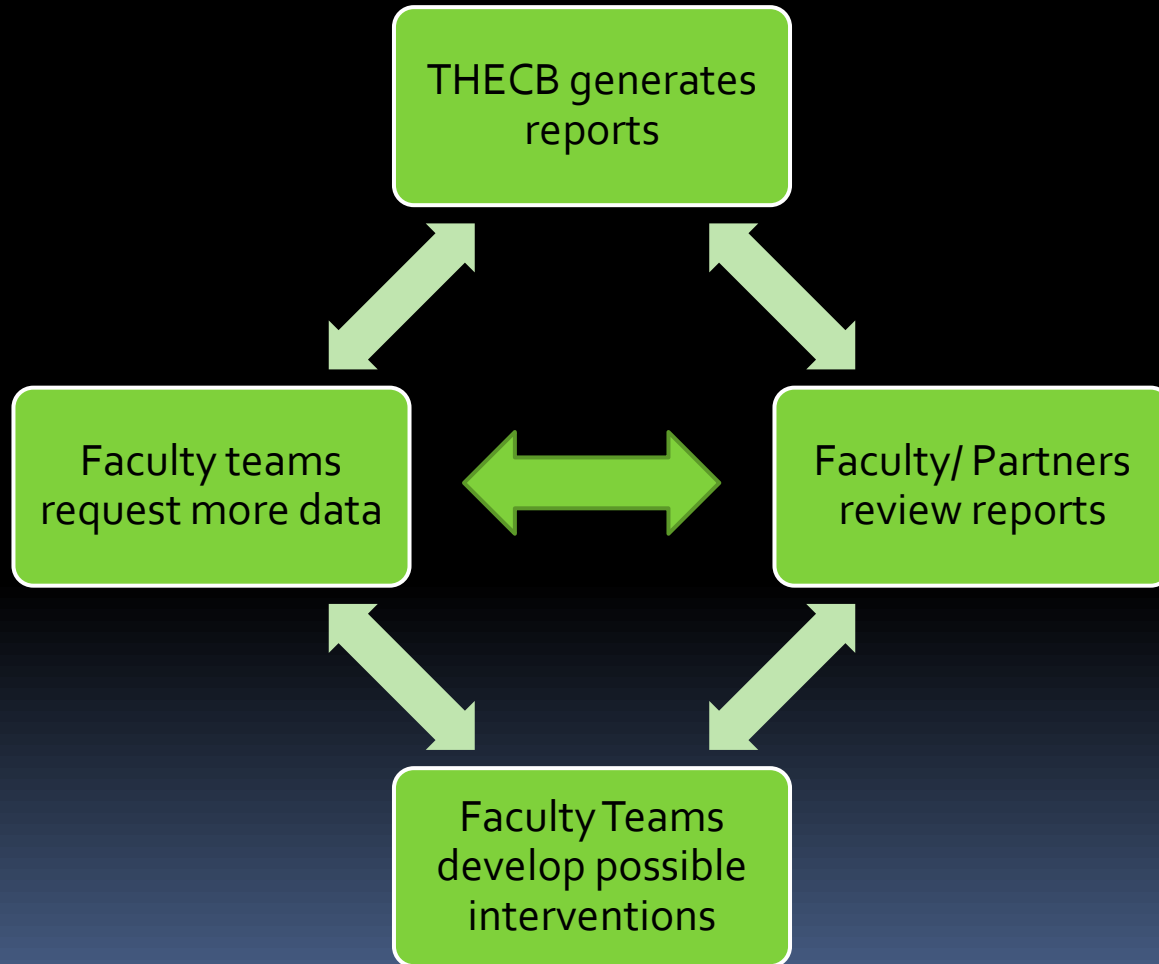 THECB generates
reports
Faculty teams
request more data
Faculty/ Partners
review reports
Faculty Teams
develop possible
interventions